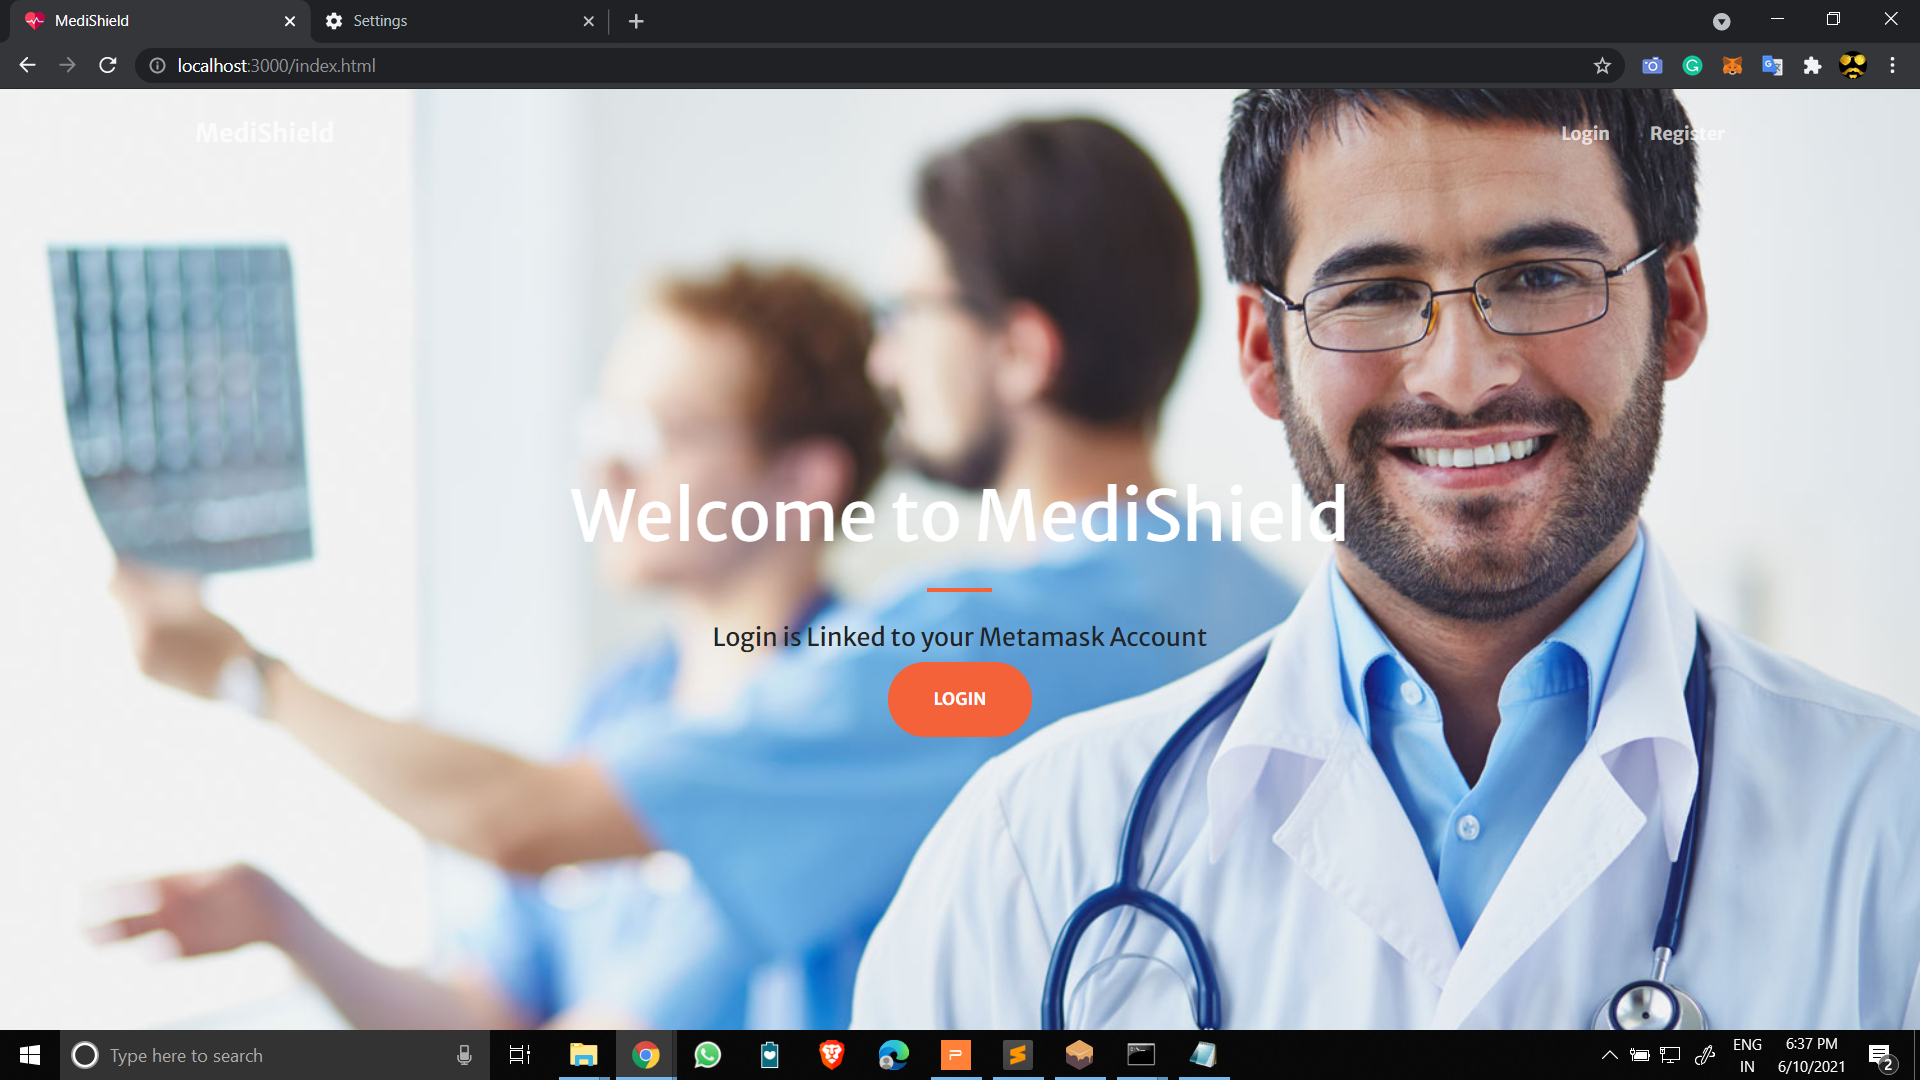 MediShield
Settings
localhost:3000/index.html
MediShield
Login
Register
Welcome to MediShield
Login is Linked to your Metamask Account
LOGIN
Type here to search
ENG
IN
6:37 PM
6/10/2021
2